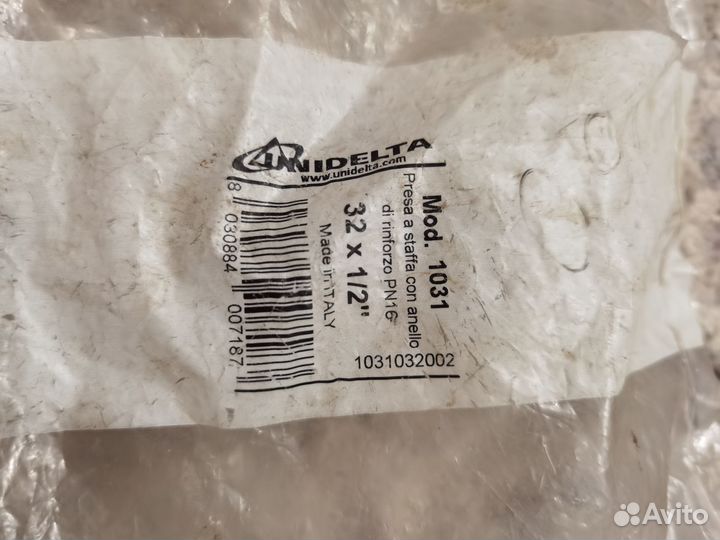 UNIDELTA
www.unidelta.com
Mod. 1031
Presa a staffa con anello
di rinforzo PN16
32 x 1/2"
Made in ITALY
1031032002
8 030884 007187
Avito